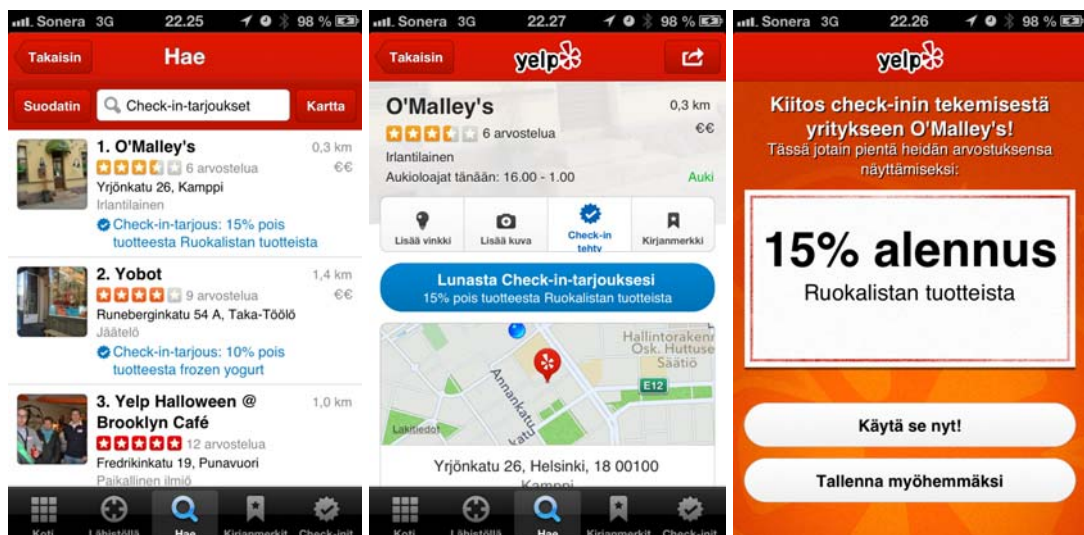 Sonera 3G 22.25 98 %
Takaisin Hae
Suodatin Check-in-tarjoukset Kartta
1. O'Malley's 0,3 km
6 arvostelua €€
Yrjönkatu 26, Kamppi
Irlantilainen
Check-in-tarjous: 15% pois
tuotteesta Ruokalistan tuotteista
2. Yobot 1,4 km
9 arvostelua €€
Runeberginkatu 54 A, Taka-Töölö
Jäätelö
Check-in-tarjous: 10% pois
tuotteesta frozen yogurt
3. Yelp Halloween @ 1,0 km
Brooklyn Café
12 arvostelua
Fredrikinkatu 19, Punavuori
Paikallinen ilmiö
Koti Lähistöllä Hae Kirjanmerkit Check-init
Sonera 3G 22.27 98 %
Takaisin yelp
O'Malley's 0,3 km
6 arvostelua €€
Irlantilainen
Aukioloajat tänään: 16.00 - 1.00 Auki
Lisää vinkki Lisää kuva Check-in Kirjanmerkki
tehty
Lunasta Check-in-tarjouksesi
15% pois tuotteesta Ruokalistan tuotteista
Hallintorakenn
Osk. Huttuse
Säätiö
E12
Annankatu
katu
Lakitiedot
Yrjönkatu 26, Helsinki, 18 00100
Kamppi
Koti Lähistöllä Hae Kirjanmerkit Check-init
Sonera 3G 22.26 98 %
yelp
Kiitos check-inin tekemisestä
yritykseen O'Malley's!
Tässä jotain pientä heidän arvostuksensa
näyttämiseksi:
15% alennus
Ruokalistan tuotteista
Käytä se nyt!
Tallenna myöhemmäksi